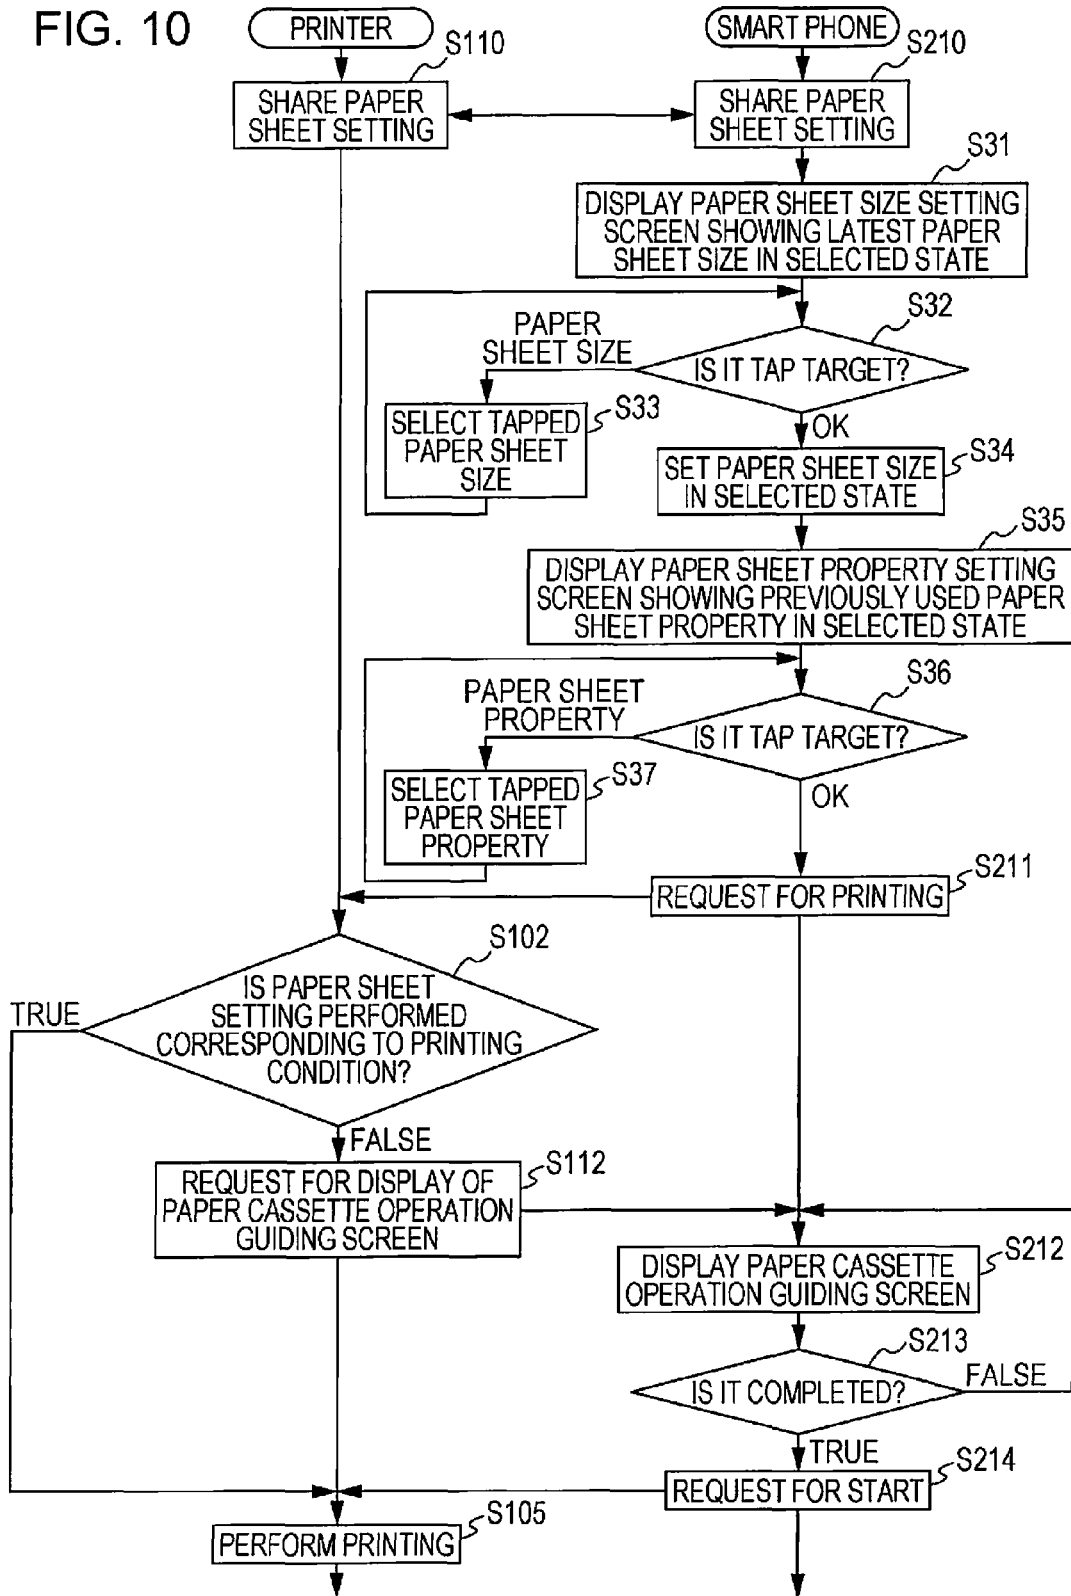 FIG. 10
PRINTER
SMART PHONE
S110
S210
SHARE PAPER
SHEET SETTING
SHARE PAPER
SHEET SETTING
S31
DISPLAY PAPER SHEET SIZE SETTING
SCREEN SHOWING LATEST PAPER
SHEET SIZE IN SELECTED STATE
S32
PAPER
SHEET SIZE
IS IT TAP TARGET?
S33
SELECT TAPPED
PAPER SHEET
SIZE
OK
S34
SET PAPER SHEET SIZE
IN SELECTED STATE
S35
DISPLAY PAPER SHEET PROPERTY SETTING
SCREEN SHOWING PREVIOUSLY USED PAPER
SHEET PROPERTY IN SELECTED STATE
S36
PAPER SHEET
PROPERTY
IS IT TAP TARGET?
S37
SELECT TAPPED
PAPER SHEET
PROPERTY
OK
S211
REQUEST FOR PRINTING
S102
IS PAPER SHEET
SETTING PERFORMED
CORRESPONDING TO PRINTING
CONDITION?
TRUE
FALSE
S112
REQUEST FOR DISPLAY OF
PAPER CASSETTE OPERATION
GUIDING SCREEN
S212
DISPLAY PAPER CASSETTE
OPERATION GUIDING SCREEN
S213
IS IT COMPLETED?
FALSE
TRUE
S214
REQUEST FOR START
S105
PERFORM PRINTING